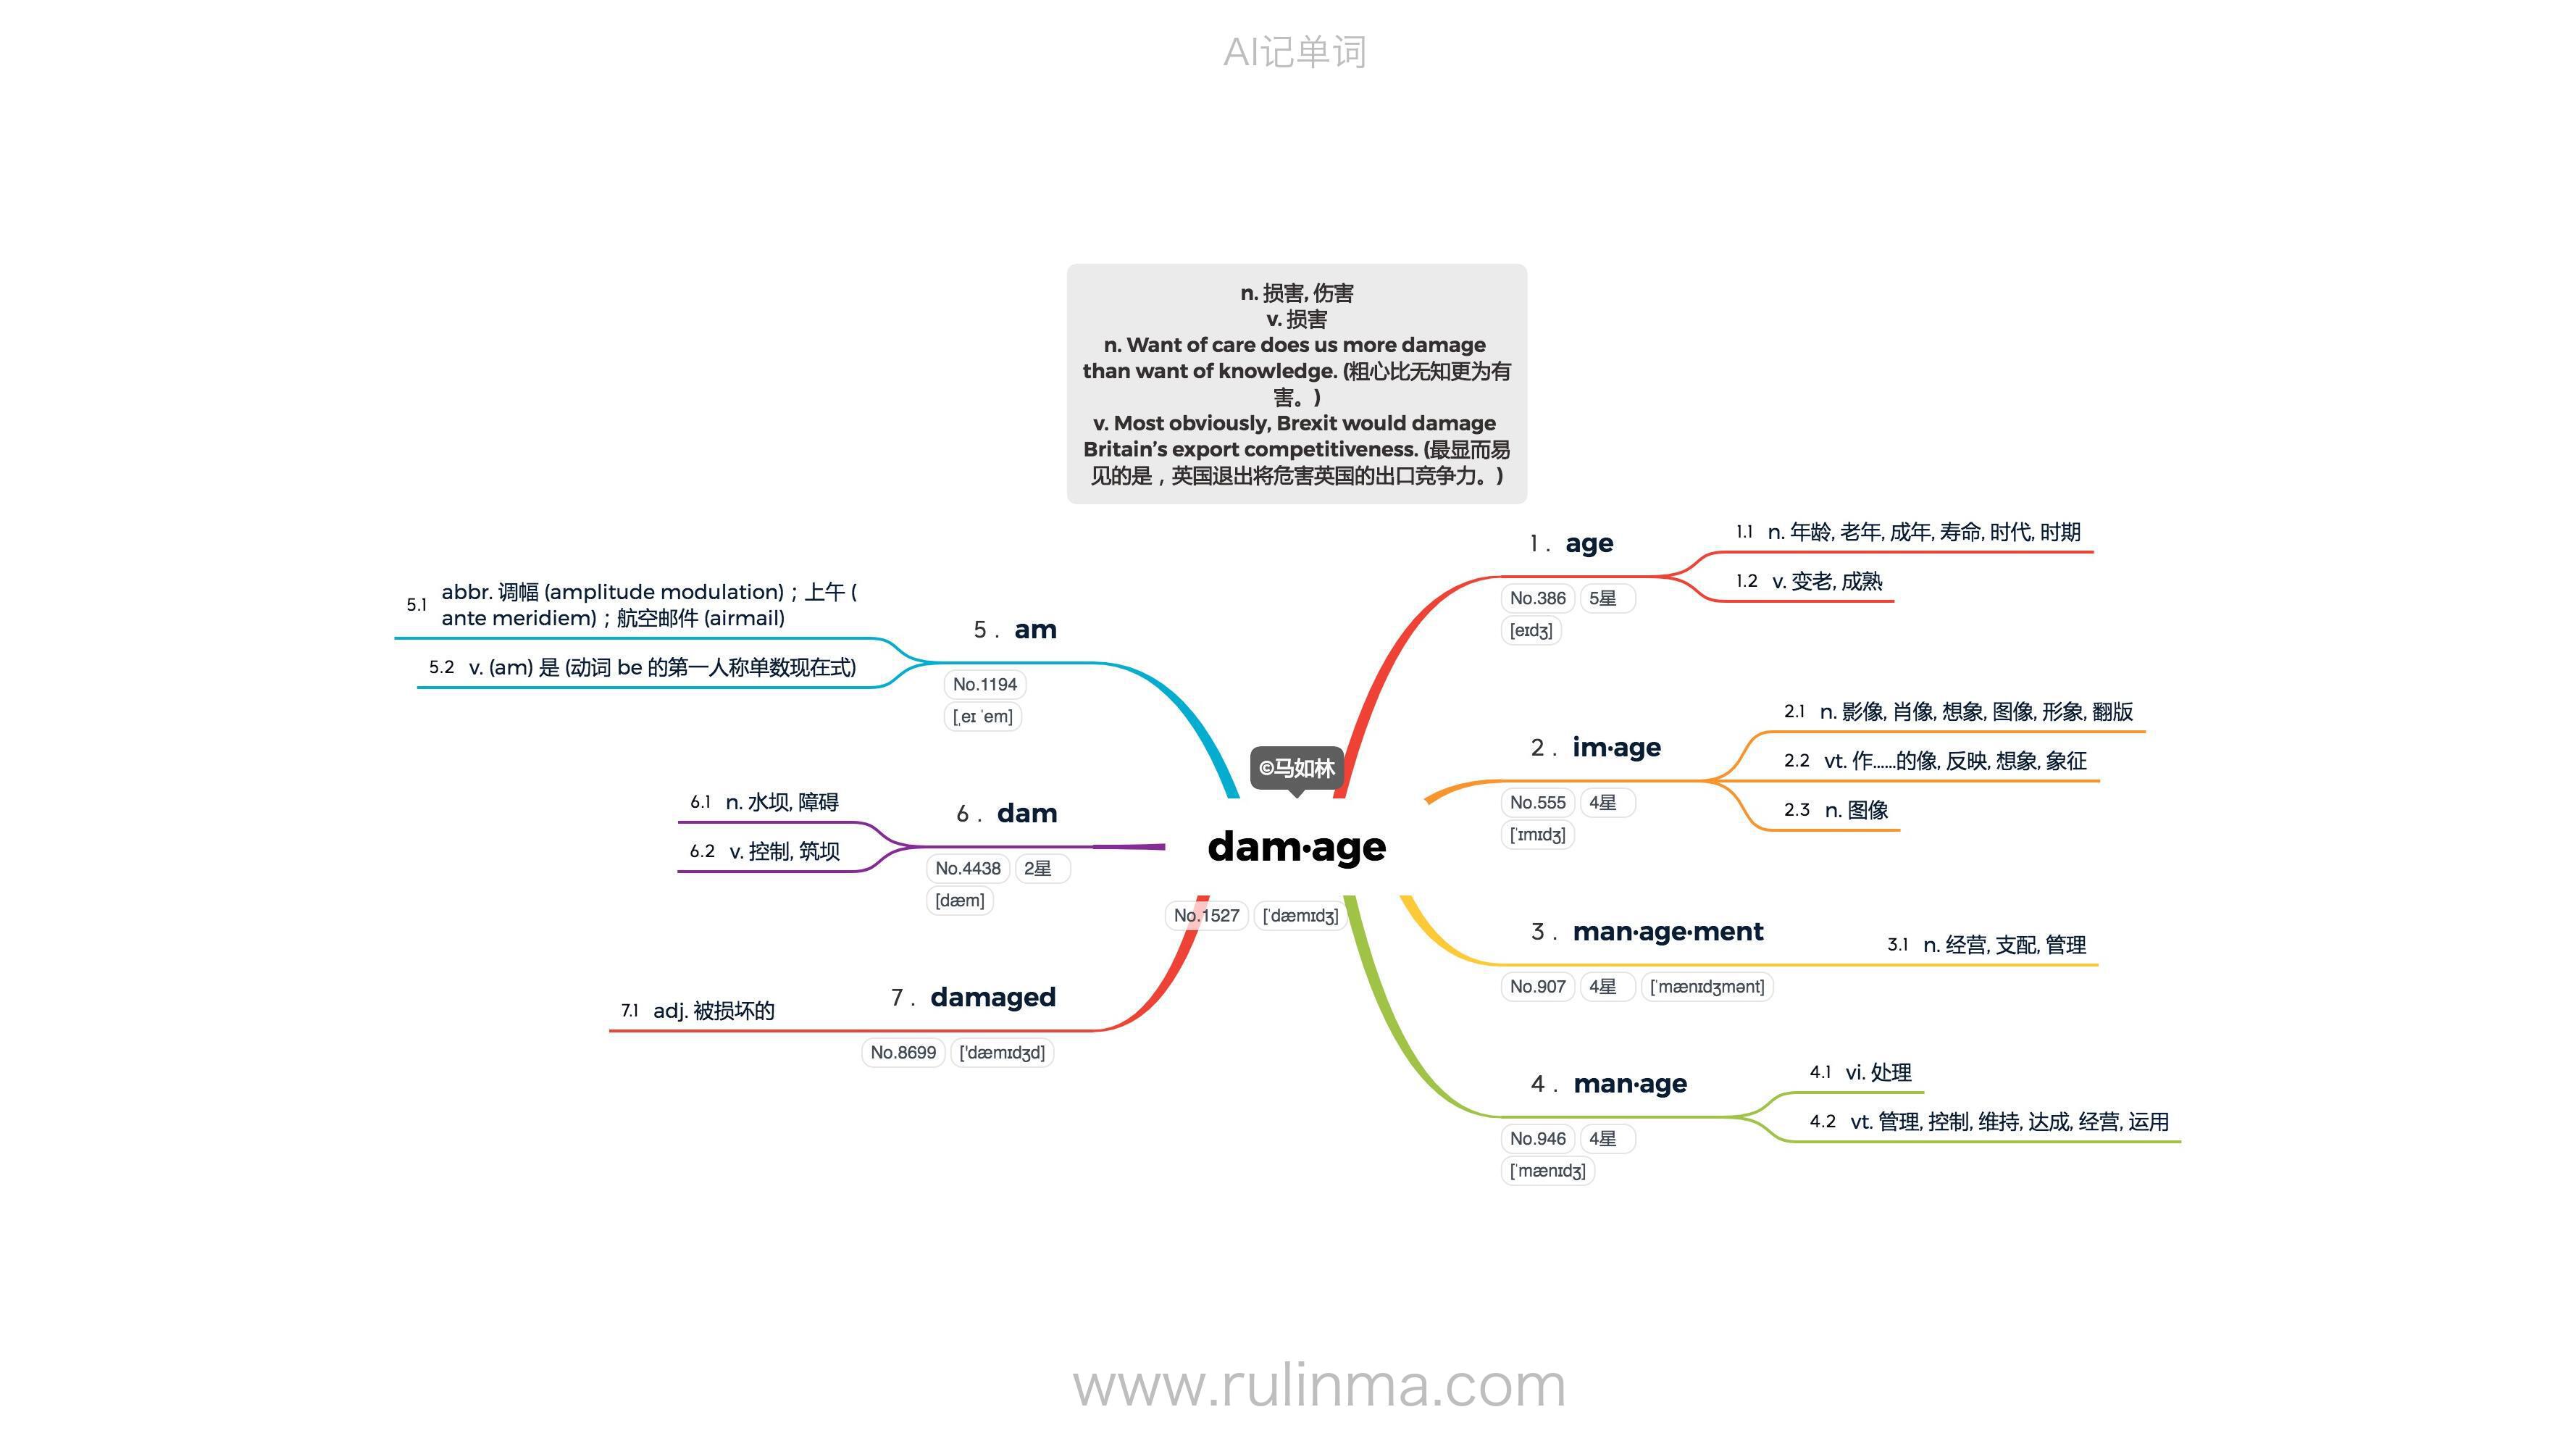 AI记单词
n. 损害, 伤害
v. 损害
n. Want of care does us more damage
than want of knowledge. (粗心比无知更为有
害。)
v. Most obviously, Brexit would damage
Britain’s export competitiveness. (最显而易
见的是，英国退出将危害英国的出口竞争力。)
©马如林
dam·age
No.1527 [ˈdæmɪdʒ]
1 . age
No.386 5星
[eɪdʒ]
1.1 n. 年龄, 老年, 成年, 寿命, 时代, 时期
1.2 v. 变老, 成熟
2 . im·age
No.555 4星
[ˈɪmɪdʒ]
2.1 n. 影像, 肖像, 想象, 图像, 形象, 翻版
2.2 vt. 作……的像, 反映, 想象, 象征
2.3 n. 图像
3 . man·age·ment
No.907 4星 [ˈmænɪdʒmənt]
3.1 n. 经营, 支配, 管理
4 . man·age
No.946 4星
[ˈmænɪdʒ]
4.1 vi. 处理
4.2 vt. 管理, 控制, 维持, 达成, 经营, 运用
5 . am
No.1194
[ˌeɪ ˈem]
5.1 abbr. 调幅 (amplitude modulation)；上午 (
ante meridiem)；航空邮件 (airmail)
5.2 v. (am) 是 (动词 be 的第一人称单数现在式)
6 . dam
No.4438 2星
[dæm]
6.1 n. 水坝, 障碍
6.2 v. 控制, 筑坝
7 . damaged
No.8699 ['dæmɪdʒd]
7.1 adj. 被损坏的
www.rulinma.com